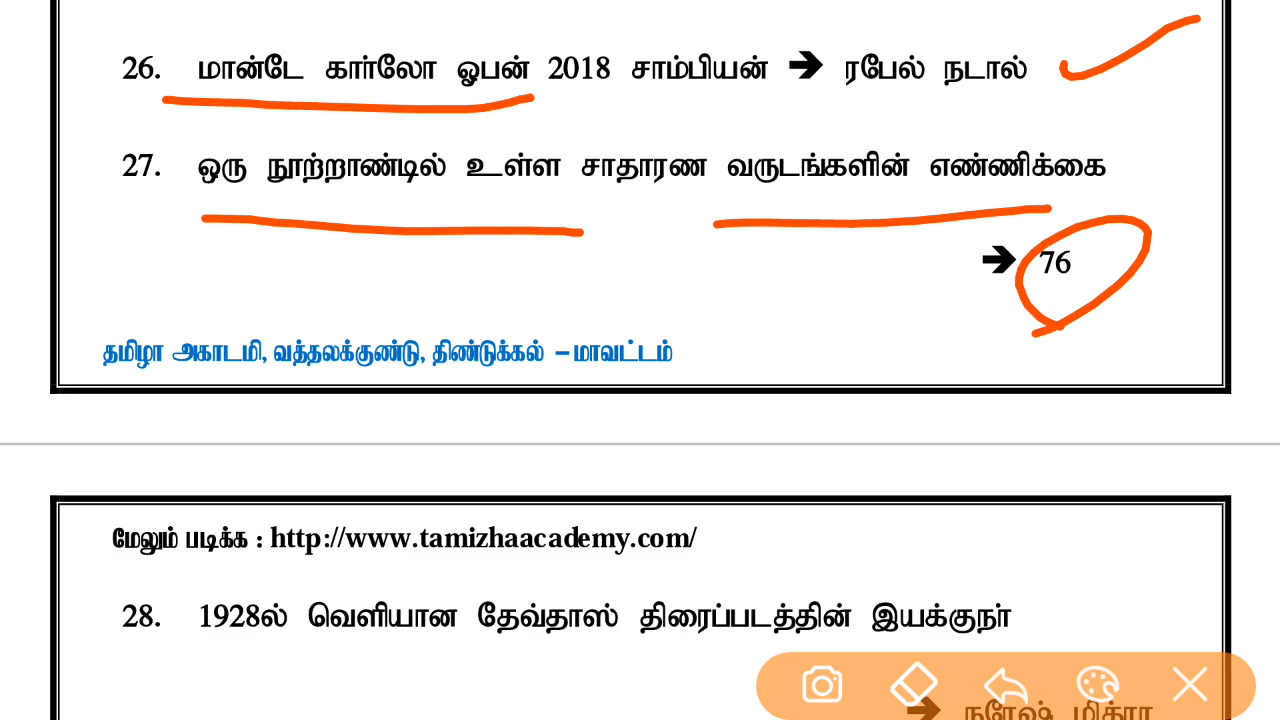 26. மான்டே கார்லோ ஓபன் 2018 சாம்பியன் → ரபேல் நடால்
27. ஒரு நூற்றாண்டில் உள்ள சாதாரண வருடங்களின் எண்ணிக்கை
→ 76
தமிழா அகாடமி, வத்தலக்குண்டு, திண்டுக்கல் – மாவட்டம்
மேலும் படிக்க : http://www.tamizhaacademy.com/
28. 1928ல் வெளியான தேவ்தாஸ் திரைப்படத்தின் இயக்குநர்
→ நரேஷ் மித்ரா